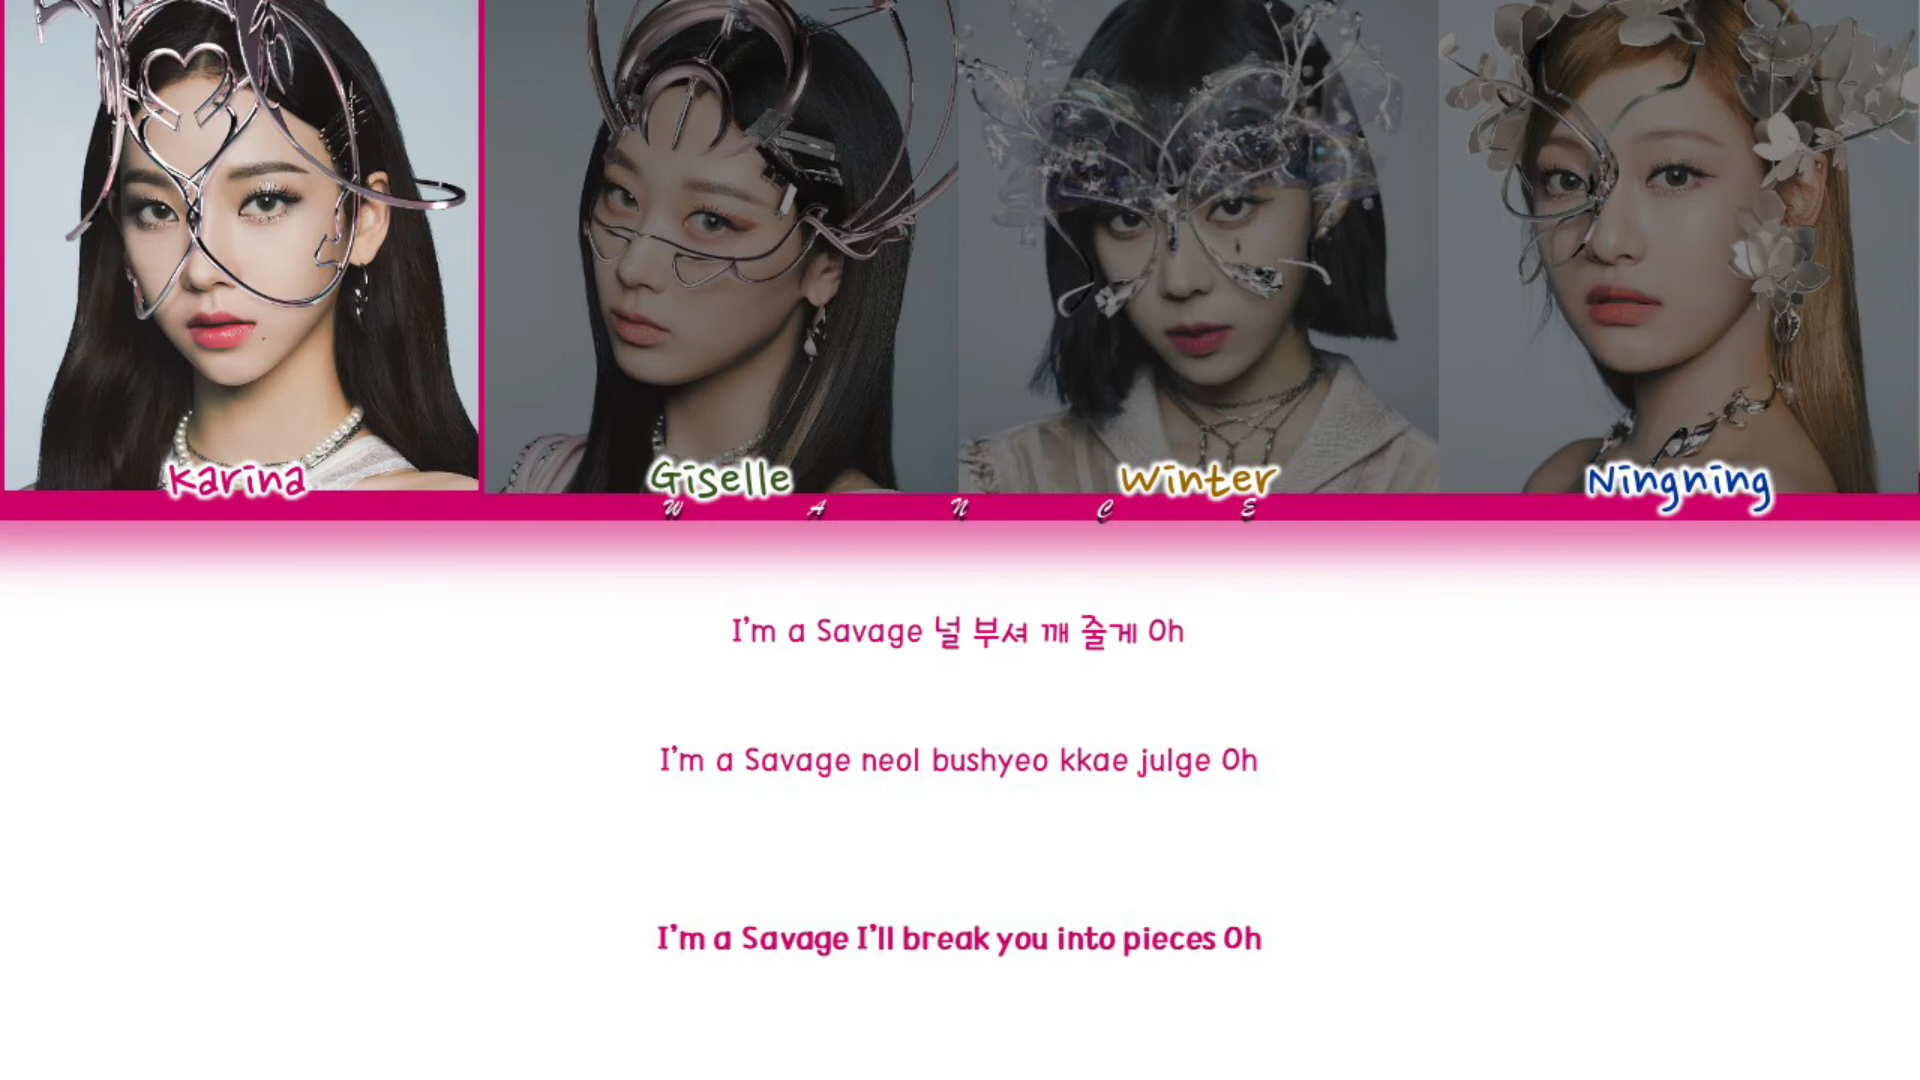 Karina Giselle Winter Ningning
W A N C E
I'm a Savage 널 부셔 깨 줄게 Oh
I'm a Savage neol bushyeo kkae julge Oh
I'm a Savage I'll break you into pieces Oh